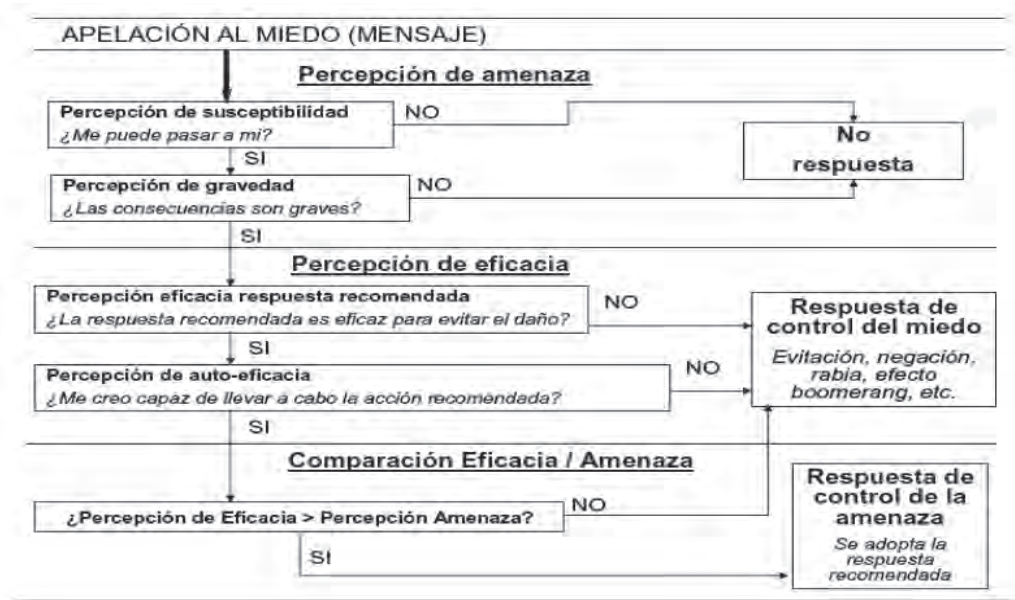 APELACIÓN AL MIEDO (MENSAJE)
Percepción de amenaza
Percepción de susceptibilidad
¿Me puede pasar a mi?
NO
SI
No
respuesta
Percepción de gravedad
¿Las consecuencias son graves?
NO
SI
Percepción de eficacia
Percepción eficacia respuesta recomendada
¿La respuesta recomendada es eficaz para evitar el daño?
NO
SI
Respuesta de
control del miedo
Evitación, negación,
rabia, efecto
boomerang, etc.
Percepción de auto-eficacia
¿Me creo capaz de llevar a cabo la acción recomendada?
NO
SI
Comparación Eficacia / Amenaza
¿Percepción de Eficacia > Percepción Amenaza?
NO
SI
Respuesta de
control de la
amenaza
Se adopta la
respuesta
recomendada